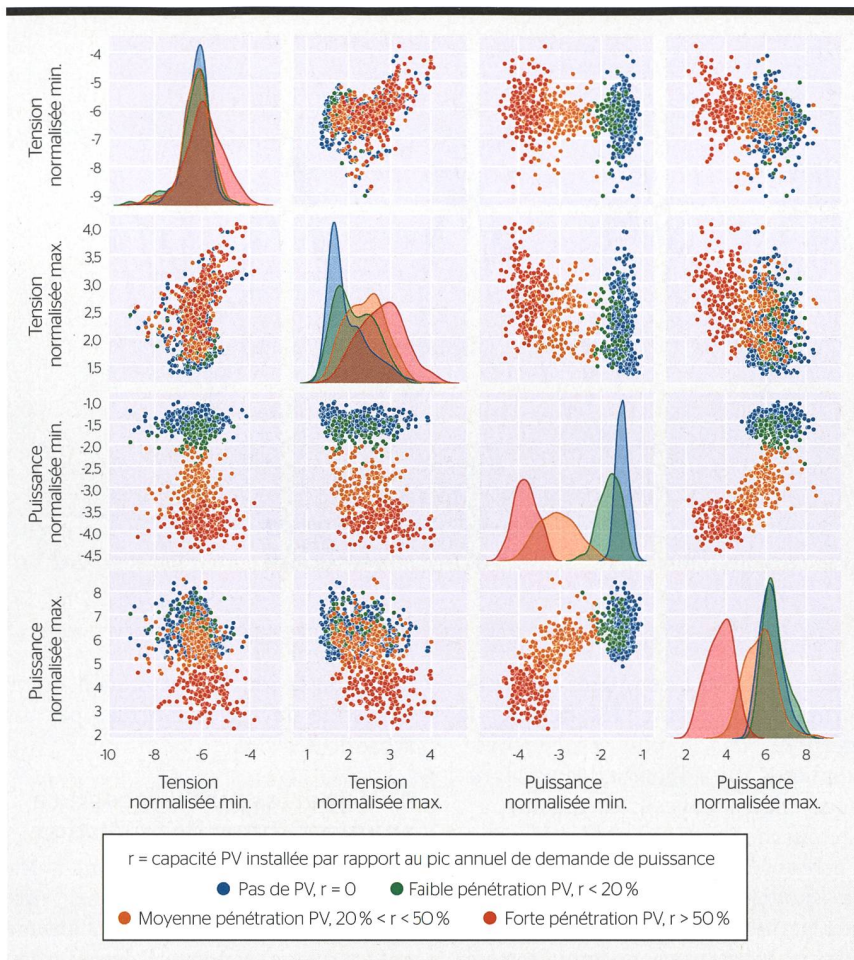 Tension
normalisée min.
-4
-5
-6
-7
-8
-9
Tension
normalisée max.
4,0
3,5
3,0
2,5
2,0
1,5
Puissance
normalisée min.
-1,0
-1,5
-2,0
-2,5
-3,0
-3,5
-4,0
-4,5
Puissance
normalisée max.
8
7
6
5
4
3
2
-10 -8 -6 -4 1 2 3 4 -4 -3 -2 -1 2 4 6 8
Tension
normalisée min.
Tension
normalisée max.
Puissance
normalisée min.
Puissance
normalisée max.
r = capacité PV installée par rapport au pic annuel de demande de puissance
Pas de PV, r = 0 Faible pénétration PV, r < 20 %
Moyenne pénétration PV, 20 % < r < 50 % Forte pénétration PV, r > 50 %